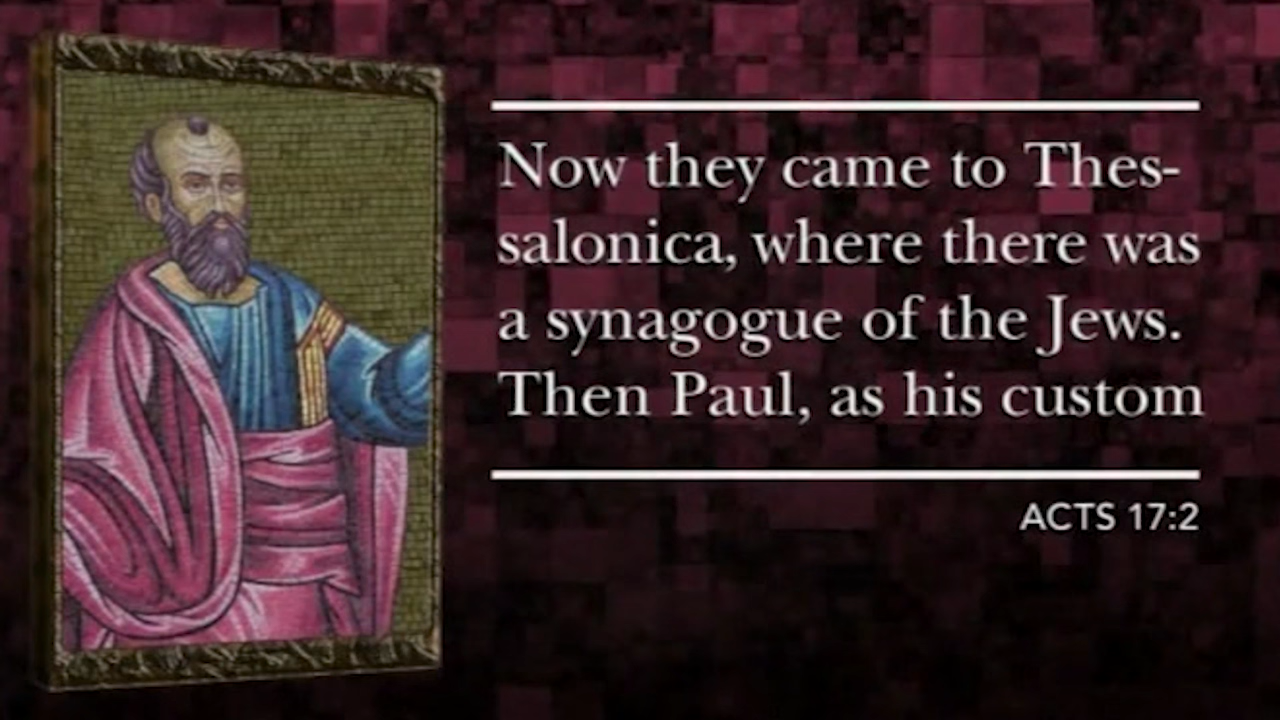 Now they came to Thes-
salonica, where there was
a synagogue of the Jews.
Then Paul, as his custom
ACTS 17:2